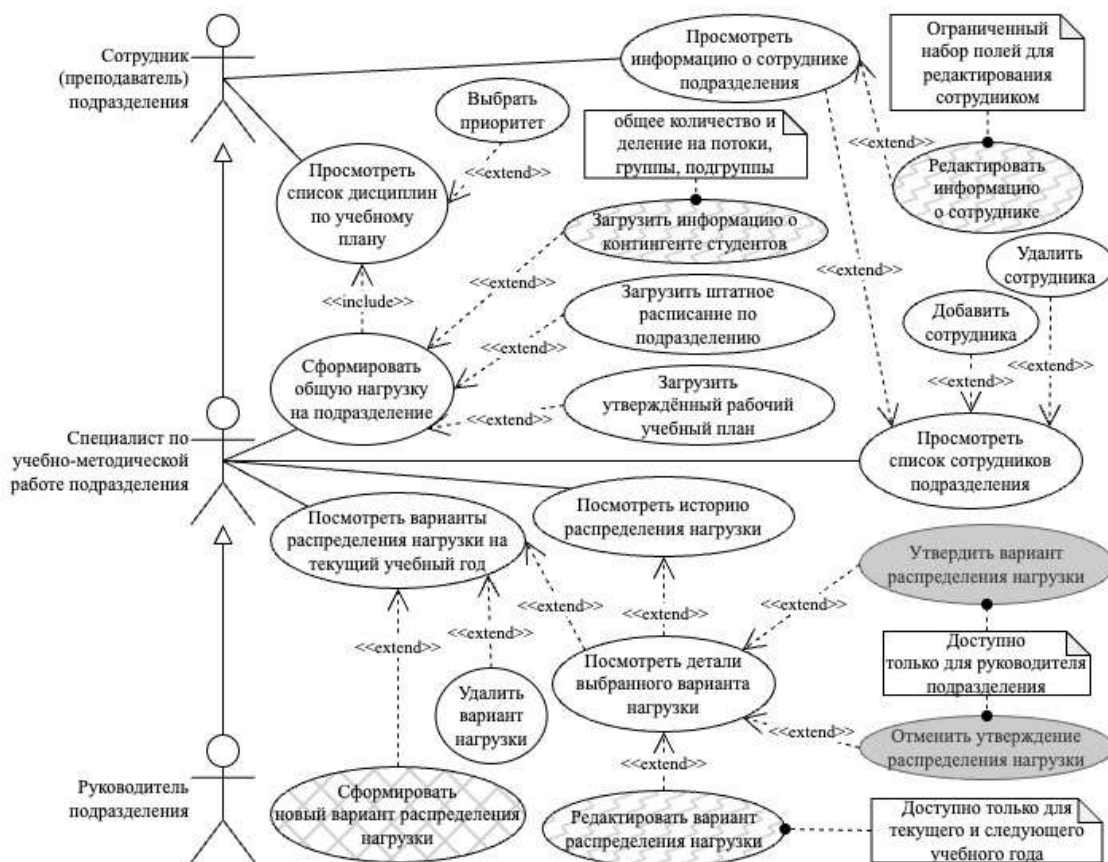 Сотрудник
(преподаватель)
подразделения
Просмотреть
информацию о сотруднике
подразделения
Ограниченный
набор полей для
редактирования
сотрудником
Выбрать
приоритет
<<extend>>
общее количество и
деление на потоки,
группы, подгруппы
<<extend>>
Редактировать
информацию
о сотруднике
Просмотреть
список дисциплин
по учебному
плану
Загрузить информацию о
контингенте студентов
<<extend>>
<<extend>>
Удалить
сотрудника
<<include>>
Загрузить штатное
расписание по
подразделению
<<extend>>
Добавить
сотрудника
Сформировать
общую нагрузку
на подразделение
<<extend>>
Загрузить
утверждённый рабочий
учебный план
<<extend>>
<<extend>>
Специалист по
учебно-методической
работе подразделения
Просмотреть
список сотрудников
подразделения
Посмотреть варианты
распределения нагрузки на
текущий учебный год
Посмотреть историю
распределения нагрузки
Утвердить вариант
распределения нагрузки
<<extend>>
<<extend>>
<<extend>>
<<extend>>
<<extend>>
Посмотреть детали
выбранного варианта
нагрузки
Доступно
только для руководителя
подразделения
Удалить
вариант
нагрузки
<<extend>>
Отменить утверждение
распределения нагрузки
Руководитель
подразделения
Сформировать
новый вариант распределения
нагрузки
<<extend>>
Редактировать вариант
распределения нагрузки
Доступно только для
текущего и следующего
учебного года